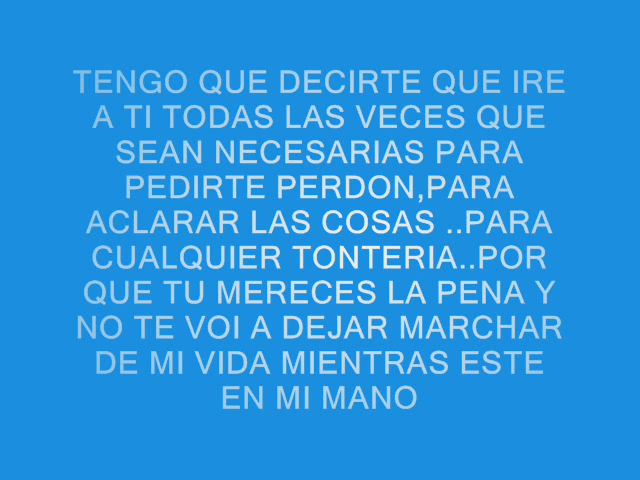 TENGO QUE DECIRTE QUE IRE
A TI TODAS LAS VECES QUE
SEAN NECESARIAS PARA
PEDIRTE PERDON,PARA
ACLARAR LAS COSAS ..PARA
CUALQUIER TONTERIA..POR
QUE TU MERECES LA PENA Y
NO TE VOI A DEJAR MARCHAR
DE MI VIDA MIENTRAS ESTE
EN MI MANO